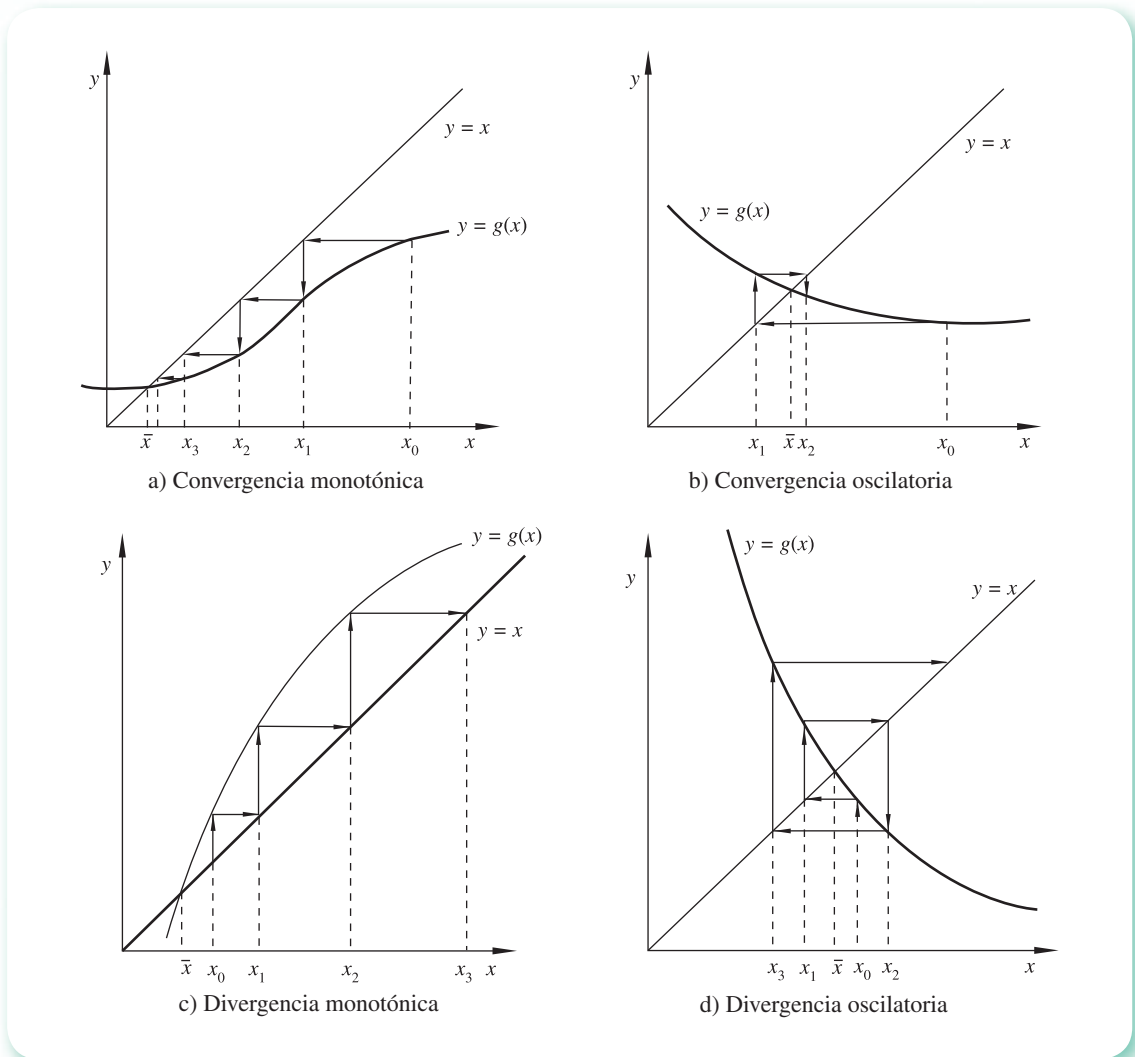 y
y = x
y = g(x)
x̄ x₃ x₂ x₁ x₀ x
a) Convergencia monotónica
y
y = x
y = g(x)
x₁ x̄ x₂ x₀ x
b) Convergencia oscilatoria
y = g(x)
y
y = x
x̄ x₀ x₁ x₂ x₃ x
c) Divergencia monotónica
y = g(x)
y
y = x
x₃ x₁ x̄ x₀ x₂ x
d) Divergencia oscilatoria